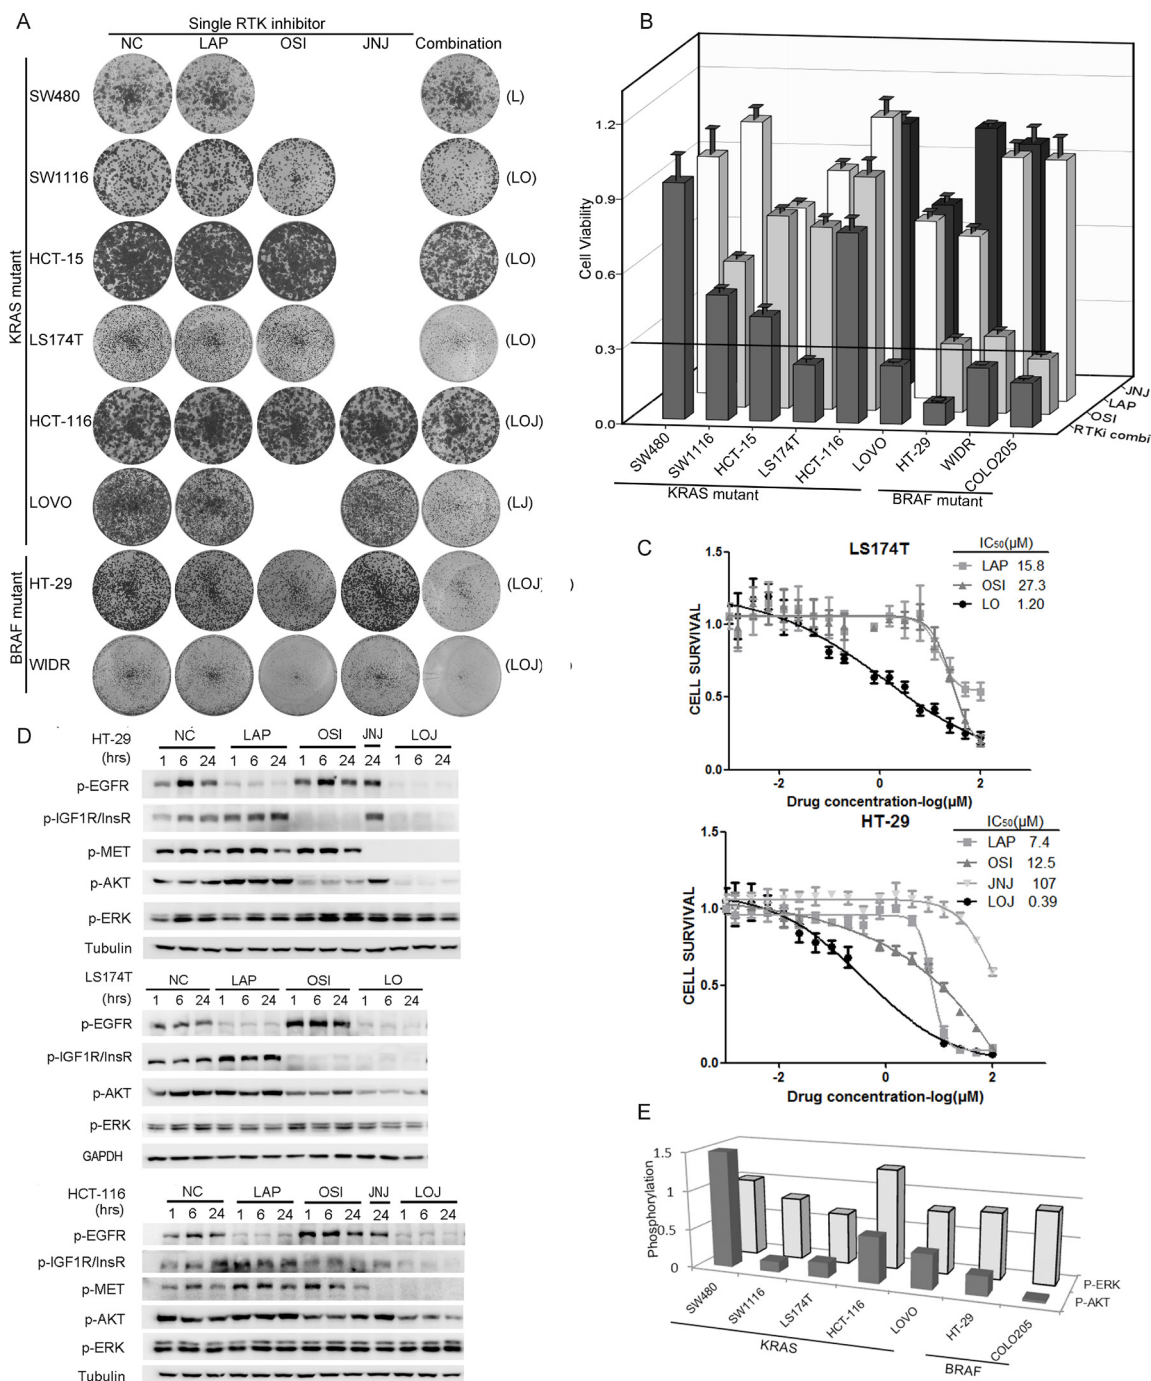 A
Single RTK inhibitor
NC LAP OSI JNJ Combination
KRAS mutant
SW480 (L)
SW1116 (LO)
HCT-15 (LO)
LS174T (LO)
HCT-116 (LOJ)
LOVO (LJ)
BRAF mutant
HT-29 (LOJ) )
WIDR (LOJ) )
B
Cell Viability
1.2
0.9
0.6
0.3
0.0
JNJ
LAP
OSI
RTKi combi
SW480 SW1116 HCT-15 LS174T HCT-116 LOVO HT-29 WIDR COLO205
KRAS mutant BRAF mutant
C
LS174T
IC50(μM)
LAP 15.8
OSI 27.3
LO 1.20
CELL SURVIVAL
1.5
1.0
0.5
0.0
-2 0 2
Drug concentration-log(μM)
HT-29
IC50(μM)
LAP 7.4
OSI 12.5
JNJ 107
LOJ 0.39
CELL SURVIVAL
1.5
1.0
0.5
0.0
-2 0 2
Drug concentration-log(μM)
D
HT-29 NC LAP OSI JNJ LOJ
(hrs) 1 6 24 1 6 24 1 6 24 24 1 6 24
p-EGFR
p-IGF1R/InsR
p-MET
p-AKT
p-ERK
Tubulin
LS174T NC LAP OSI LO
(hrs) 1 6 24 1 6 24 1 6 24 1 6 24
p-EGFR
p-IGF1R/InsR
p-AKT
p-ERK
GAPDH
HCT-116 NC LAP OSI JNJ LOJ
(hrs) 1 6 24 1 6 24 1 6 24 24 1 6 24
p-EGFR
p-IGF1R/InsR
p-MET
p-AKT
p-ERK
Tubulin
E
Phosphorylation
1.5
1
0.5
0
P-ERK
P-AKT
SW480 SW1116 LS174T HCT-116 LOVO HT-29 COLO205
KRAS BRAF